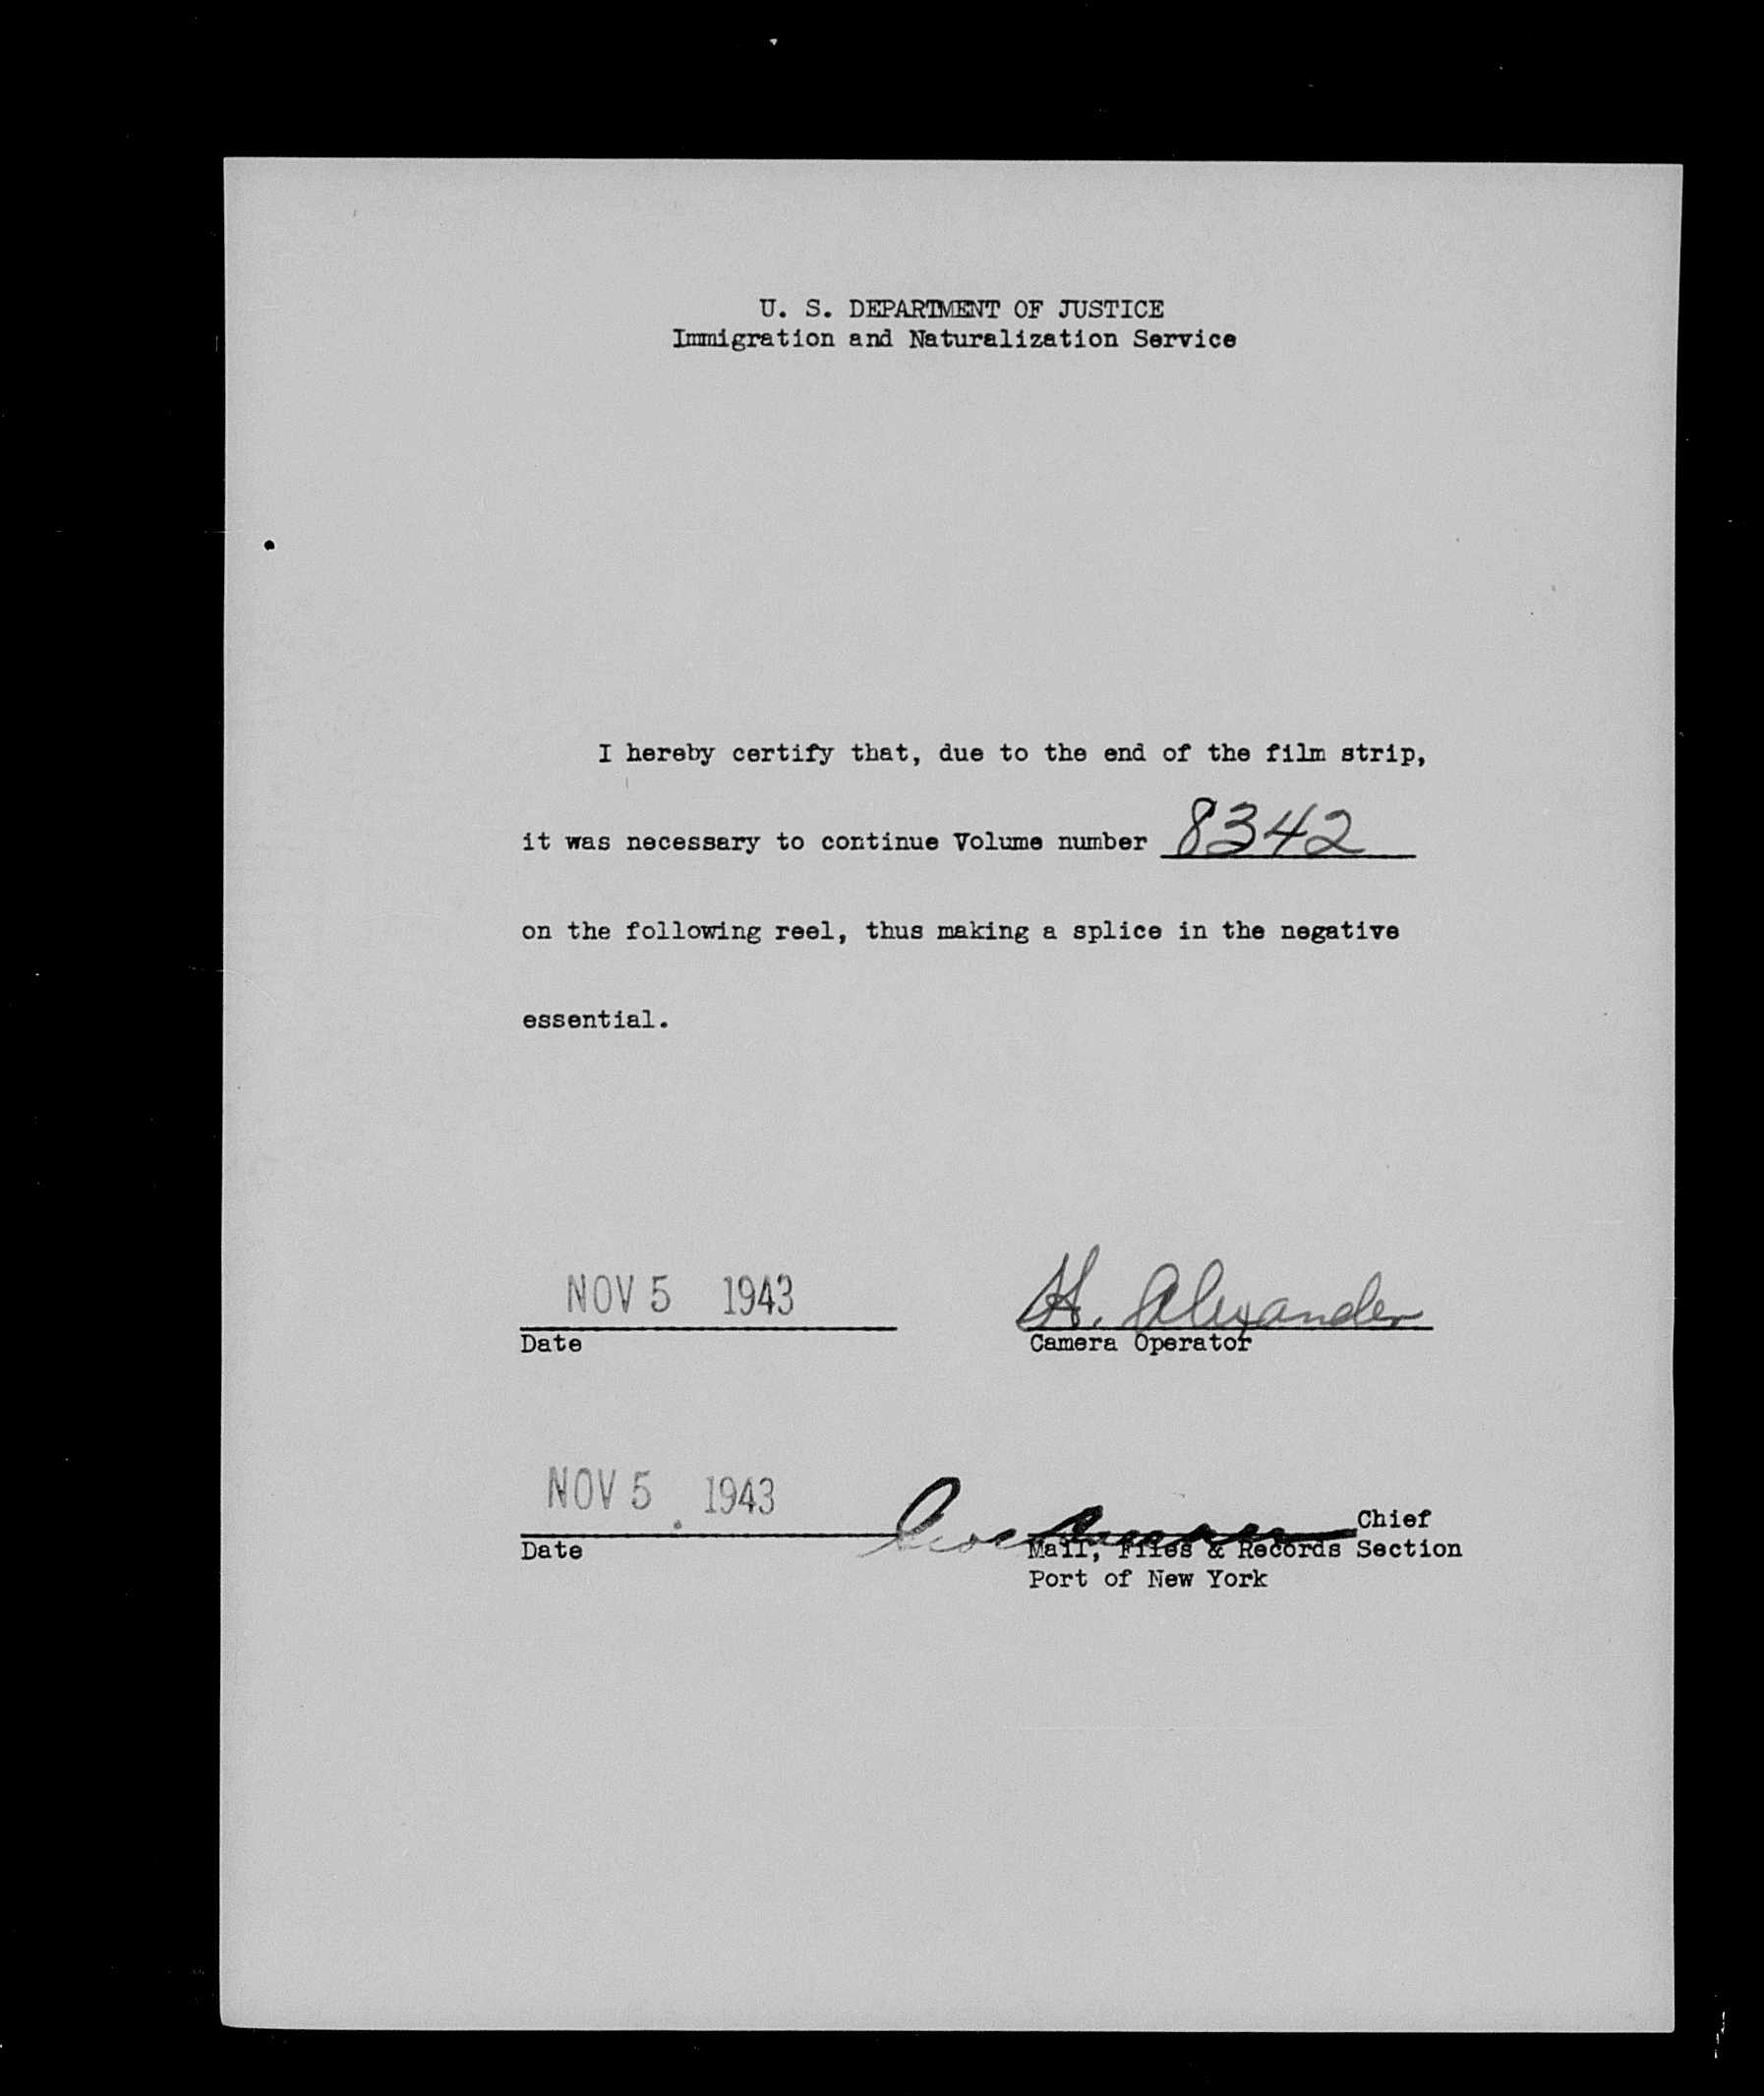 U. S. DEPARTMENT OF JUSTICE
Immigration and Naturalization Service
I hereby certify that, due to the end of the film strip,
it was necessary to continue Volume number 8342
on the following reel, thus making a splice in the negative
essential.
NOV 5 1943 H. Alexander
Date Camera Operator
NOV 5 1943 Chief
Date Mail, Files & Records Section
Port of New York